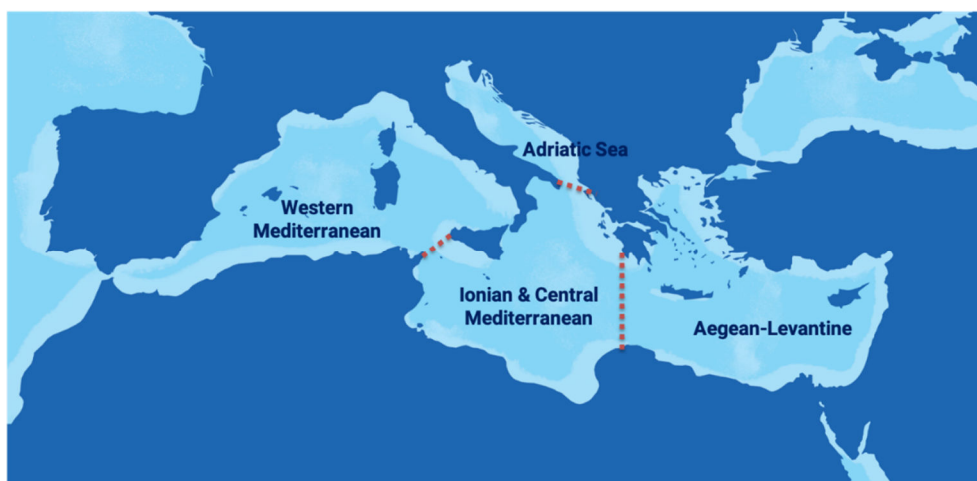 Adriatic Sea
Western
Mediterranean
Ionian & Central
Mediterranean
Aegean-Levantine